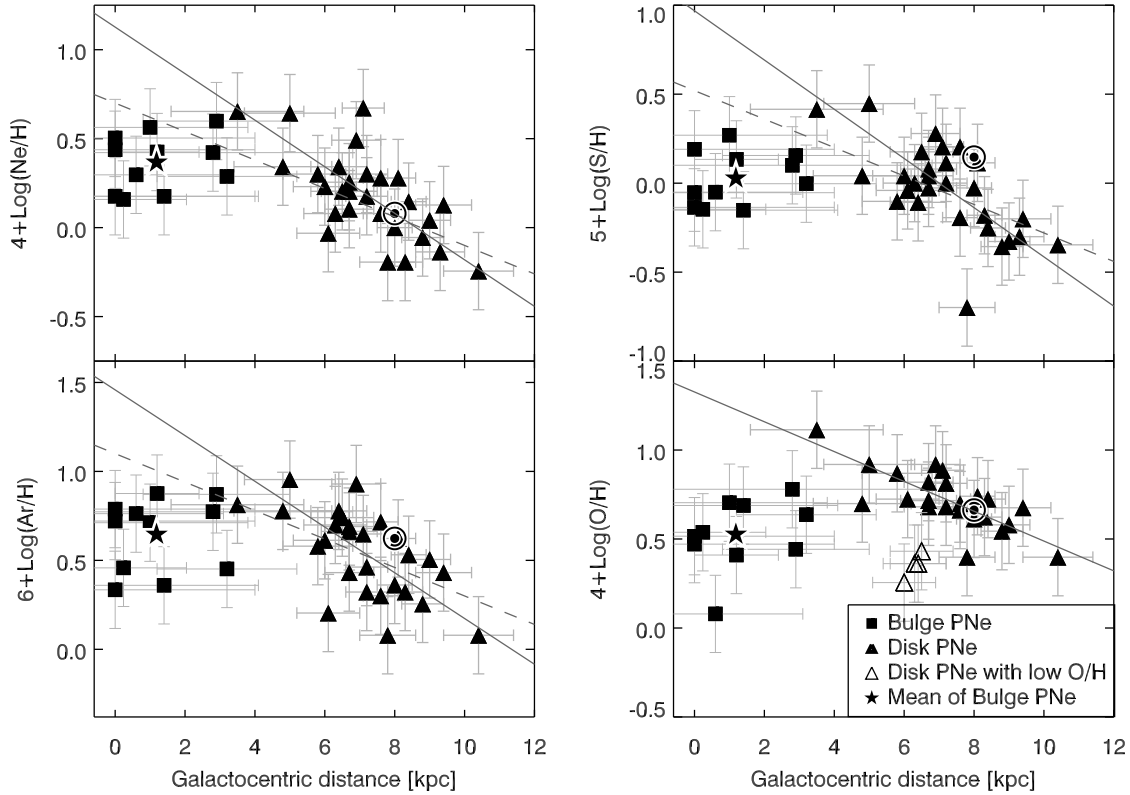 4+Log(Ne/H)
1.0
0.5
0.0
-0.5
5+Log(S/H)
1.0
0.5
0.0
-0.5
-1.0
6+Log(Ar/H)
1.5
1.0
0.5
0.0
0 2 4 6 8 10 12
Galactocentric distance [kpc]
4+Log(O/H)
1.5
1.0
0.5
0.0
-0.5
Bulge PNe
Disk PNe
Disk PNe with low O/H
Mean of Bulge PNe
0 2 4 6 8 10 12
Galactocentric distance [kpc]